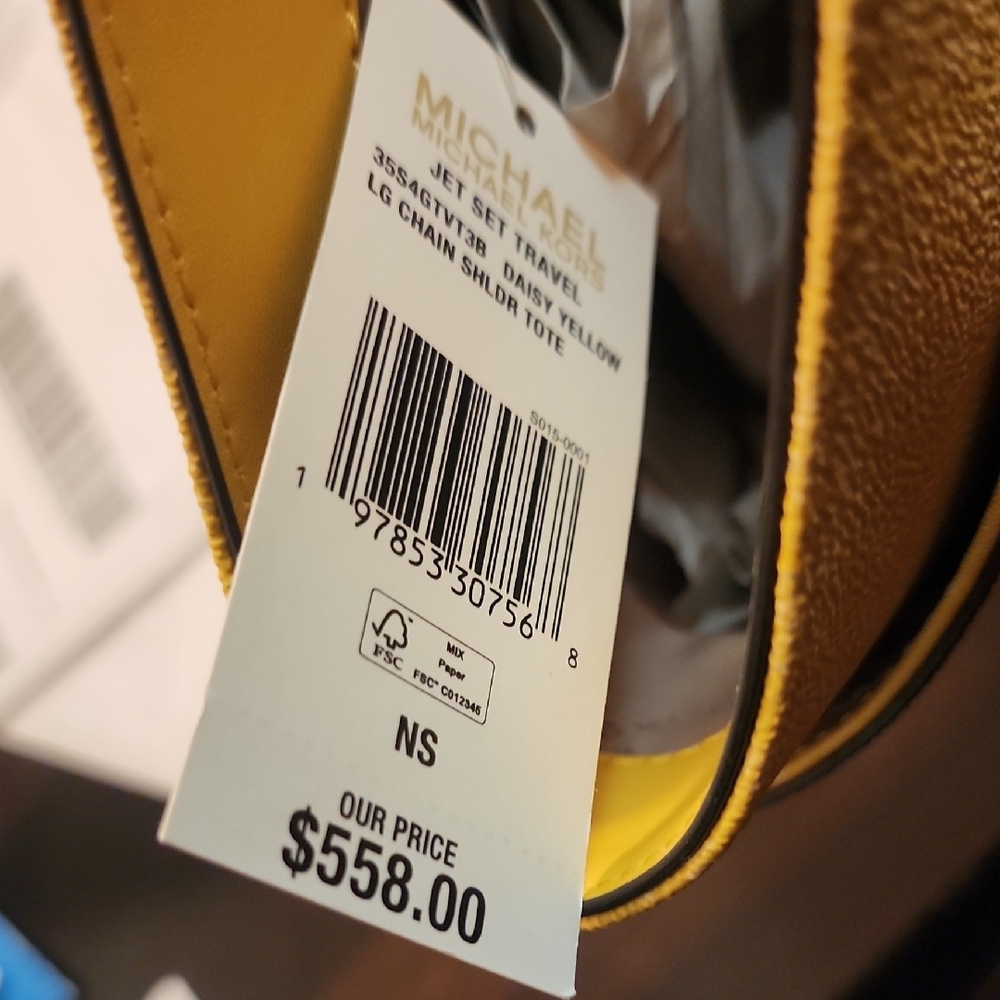 MICHAEL
MICHAEL KORS
JET SET TRAVEL
35S4GTVT3B DAISY YELLOW
LG CHAIN SHLDR TOTE
S015-0001
1 97853 30756 8
FSC
MIX
Paper
FSC™ C012345
NS
OUR PRICE
$558.00